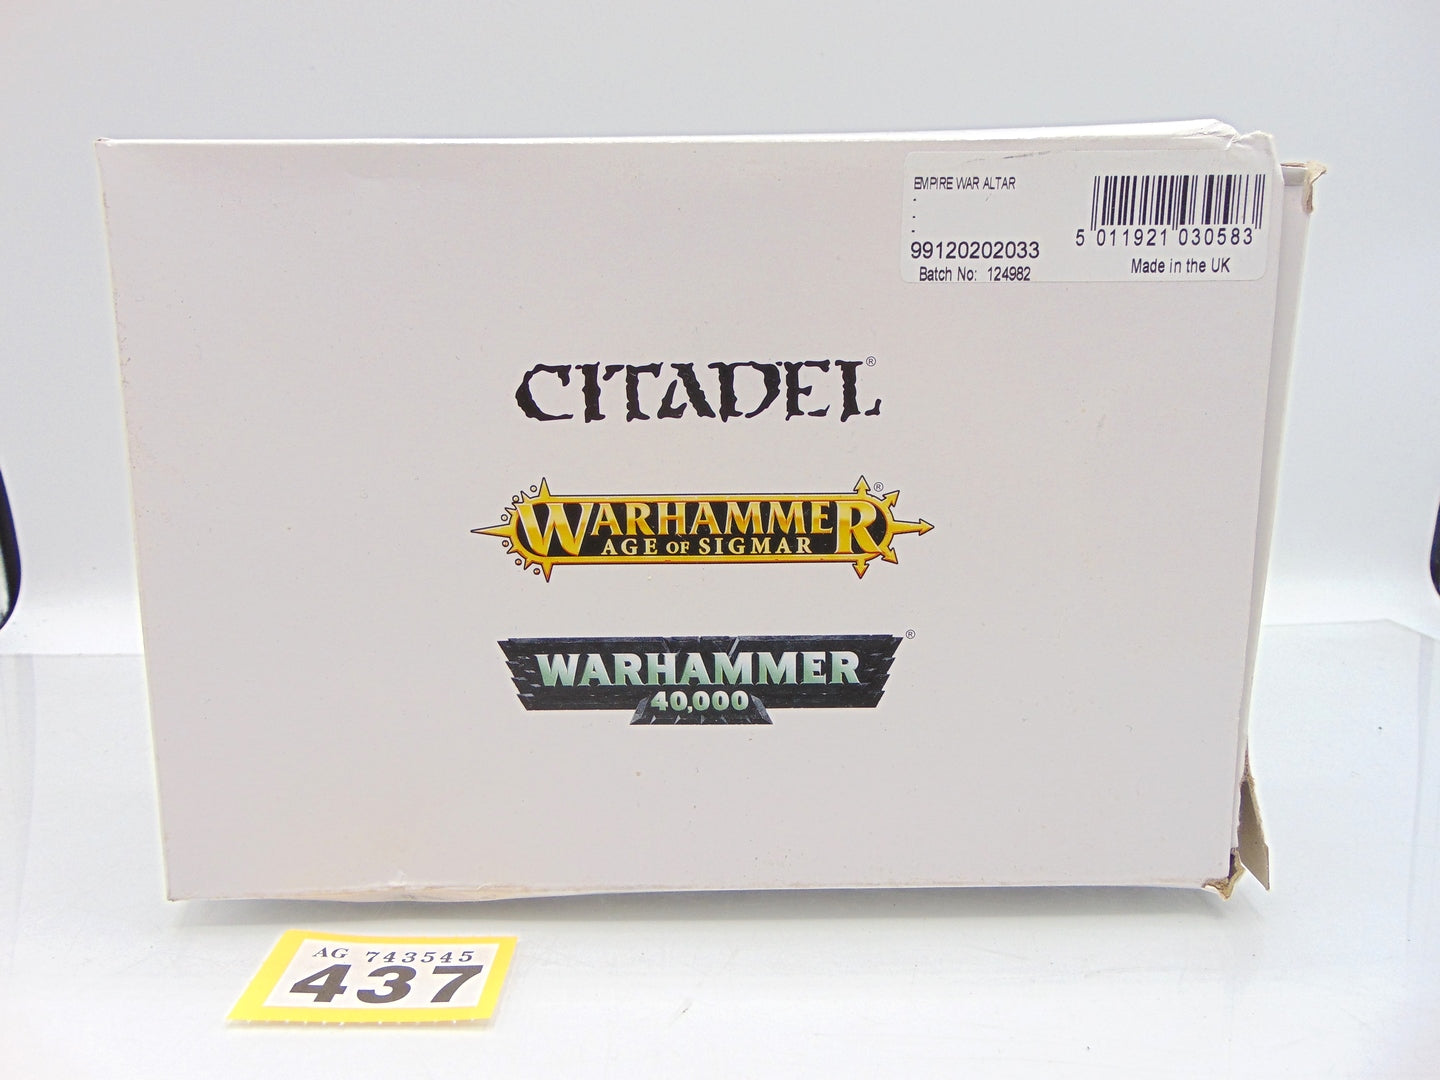 EMPIRE WAR ALTAR
.
.
.
99120202033
Batch No: 124982
5 011921 030583
Made in the UK
CITADEL®
WARHAMMER®
AGE OF SIGMAR
WARHAMMER®
40,000
AG 743545
437